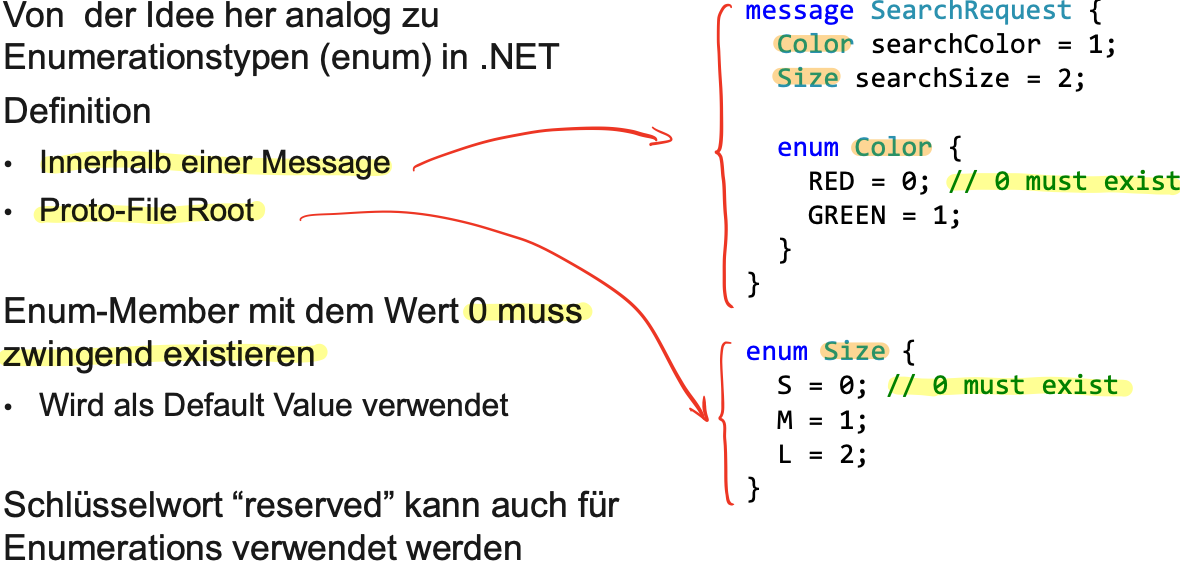 Von  der Idee her analog zu
Enumerationstypen (enum) in .NET
Definition
• Innerhalb einer Message
• Proto-File Root
Enum-Member mit dem Wert 0 muss
zwingend existieren
• Wird als Default Value verwendet
Schlüsselwort “reserved” kann auch für
Enumerations verwendet werden
message SearchRequest {
  Color searchColor = 1;
  Size searchSize = 2;
  enum Color {
    RED = 0; // 0 must exist
    GREEN = 1;
  }
}
enum Size {
  S = 0; // 0 must exist
  M = 1;
  L = 2;
}